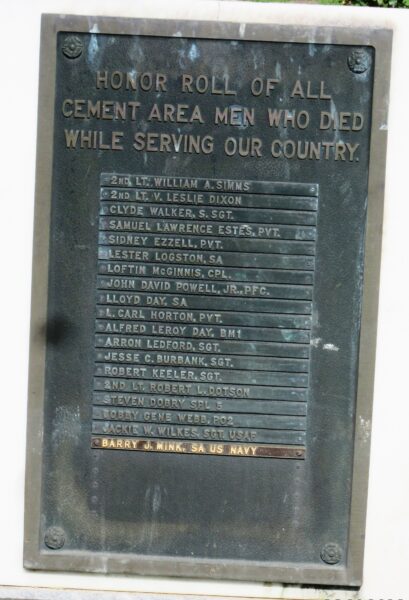 HONOR ROLL OF ALL
CEMENT AREA MEN WHO DIED
WHILE SERVING OUR COUNTRY.
2ND. LT. WILLIAM A. SIMMS
2ND. LT. V. LESLIE DIXON
CLYDE WALKER, S. SGT.
SAMUEL LAWRENCE ESTES, PVT.
SIDNEY EZZELL, PVT.
LESTER LOGSTON, SA
LOFTIN McGINNIS, CPL.
JOHN DAVID POWELL, JR., PFC.
LLOYD DAY, SA
L. CARL HORTON, PVT.
ALFRED LEROY DAY, BM1
ARRON LEDFORD, SGT.
JESSE C. BURBANK, SGT.
ROBERT KEELER, SGT.
2ND LT. ROBERT L. DOTSON
STEVEN DOBRY SPL 5
BOBBY GENE WEBB, PO2
JACKIE W. WILKES, SGT. USAF
BARRY J. MINK, SA US NAVY